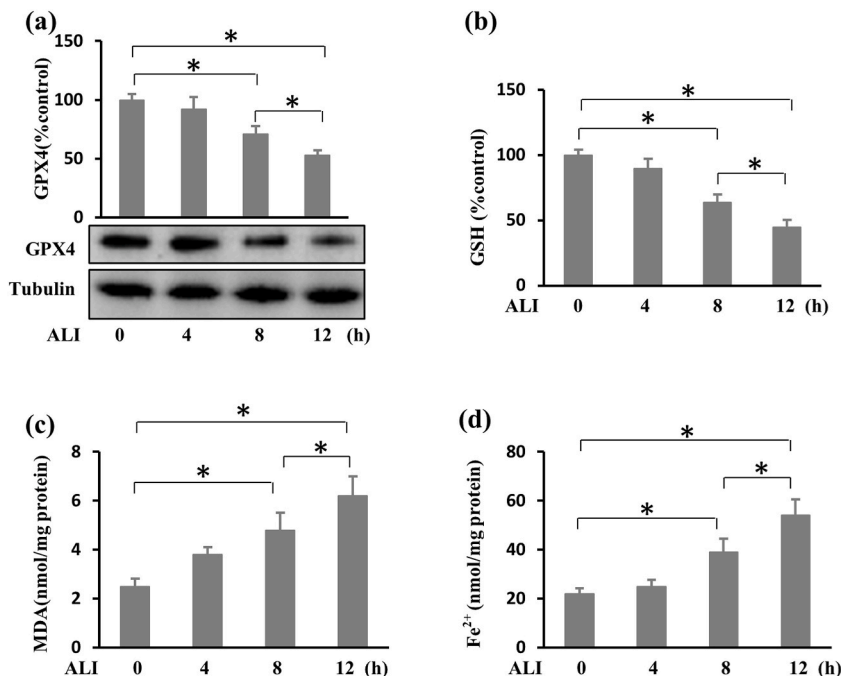 (a)
150
100
50
0
GPX4(%control)
* * *
GPX4
Tubulin
ALI 0 4 8 12 (h)
(b)
150
100
50
0
GSH (%control)
* * *
ALI 0 4 8 12 (h)
(c)
8
6
4
2
0
MDA(nmol/mg protein)
* * *
ALI 0 4 8 12 (h)
(d)
80
60
40
20
0
Fe²⁺ (nmol/mg protein)
* * *
ALI 0 4 8 12 (h)